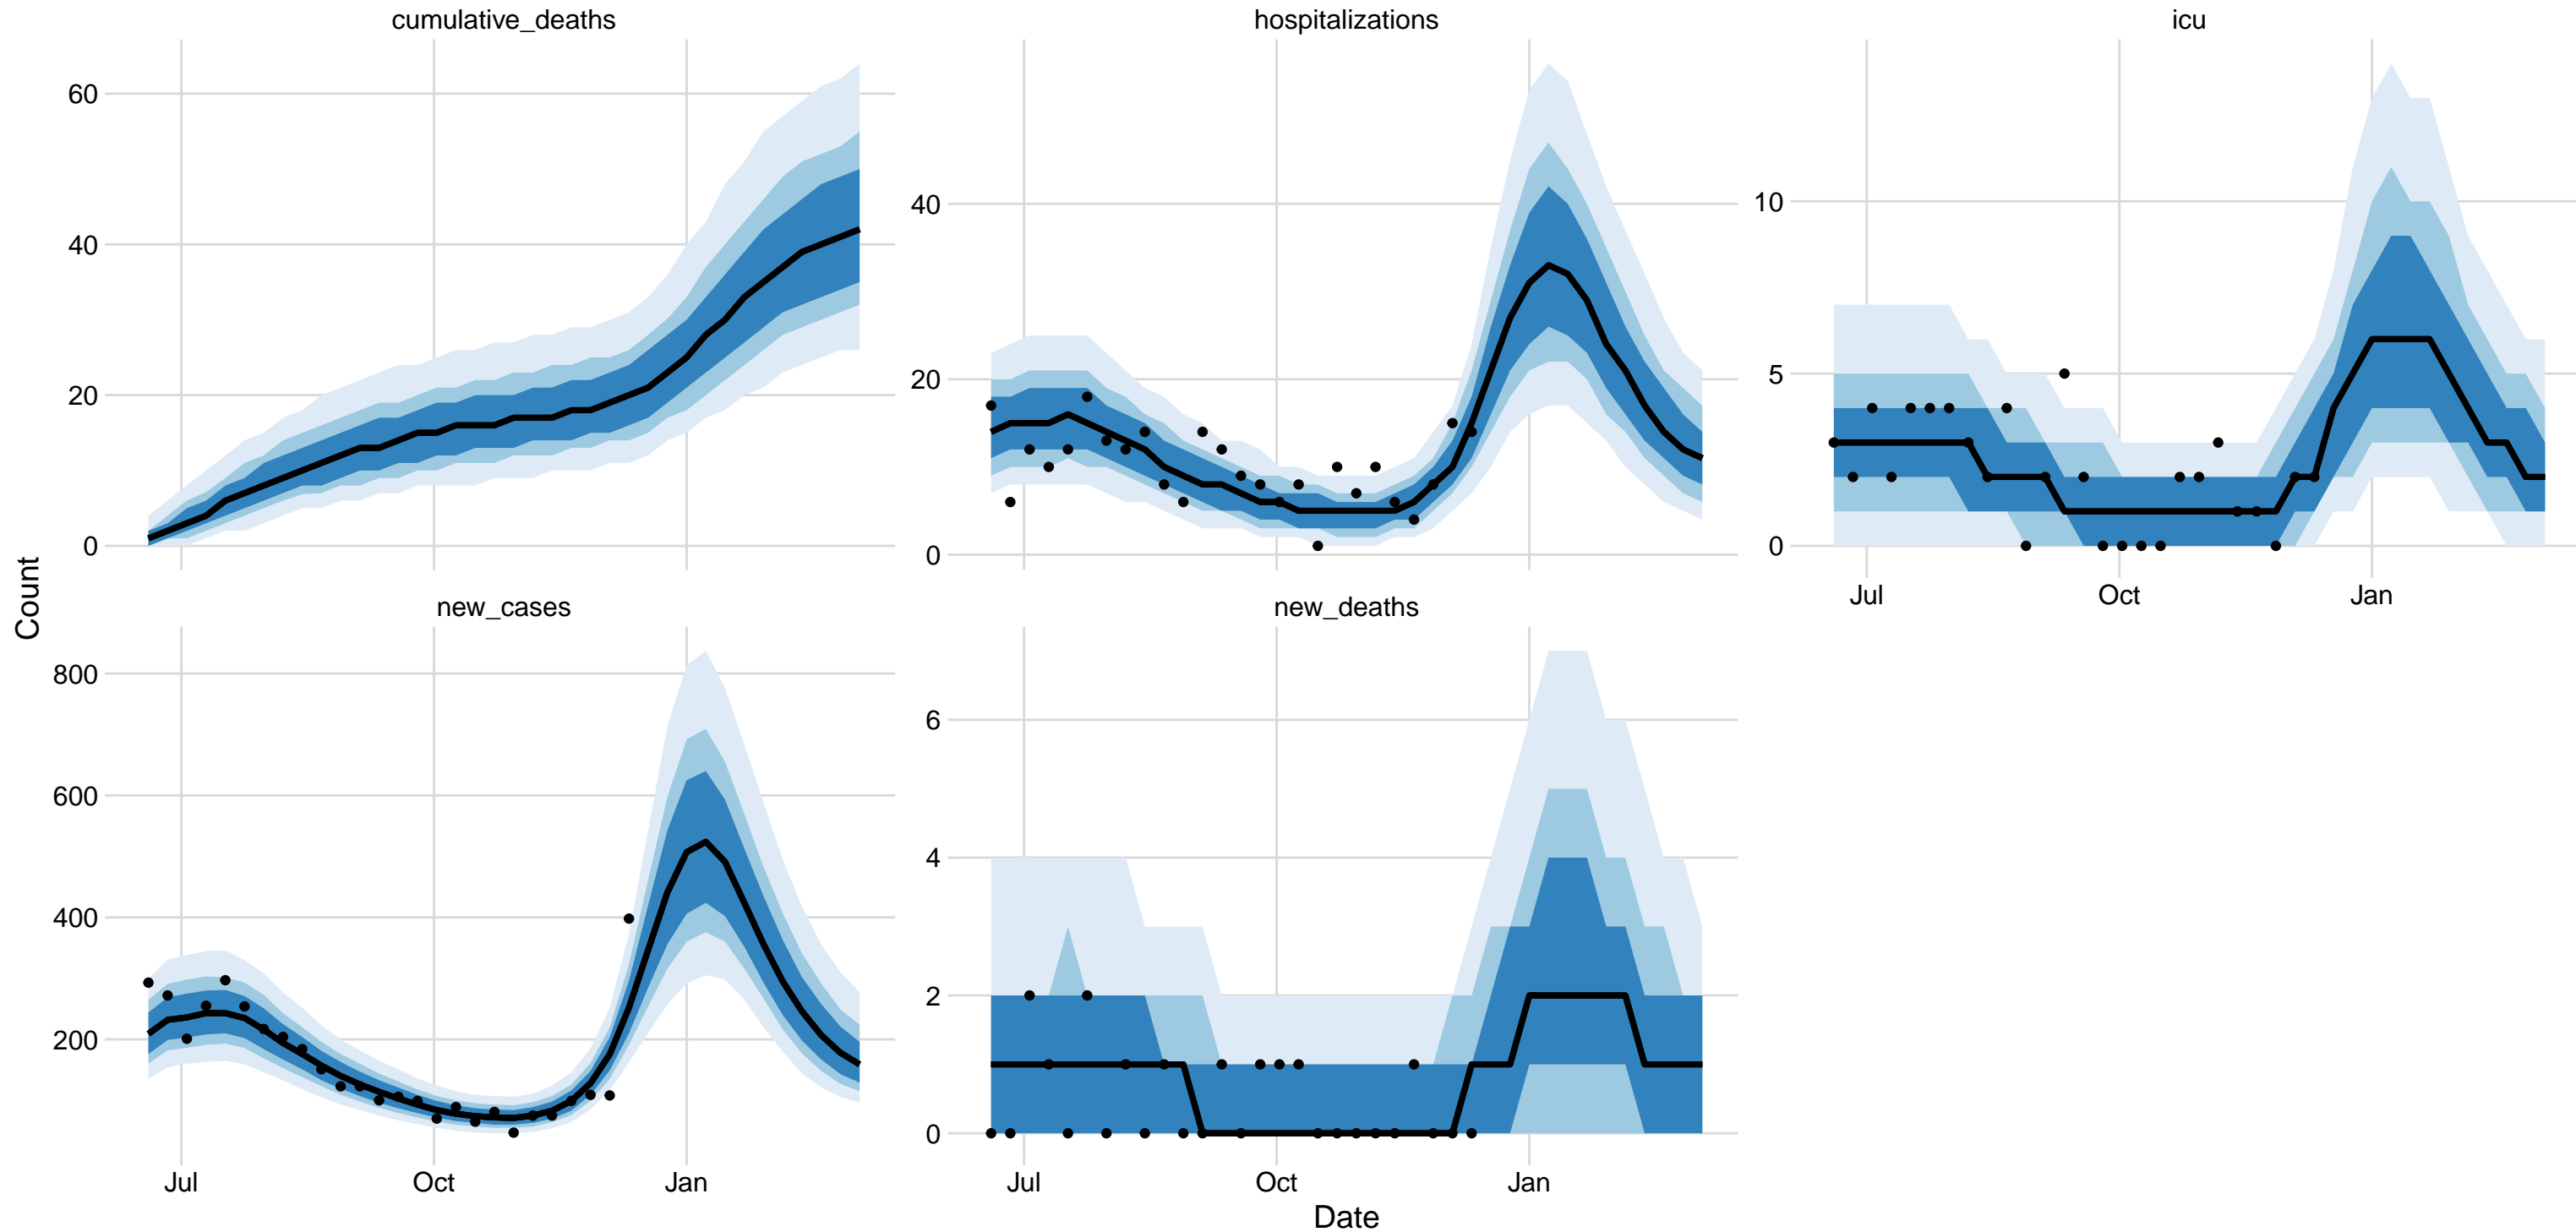 cumulative_deaths
hospitalizations
icu
60
40
20
0
40
20
0
10
5
0
Jul Oct Jan
Count
new_cases
new_deaths
800
600
400
200
6
4
2
0
Jul Oct Jan
Jul Oct Jan
Date